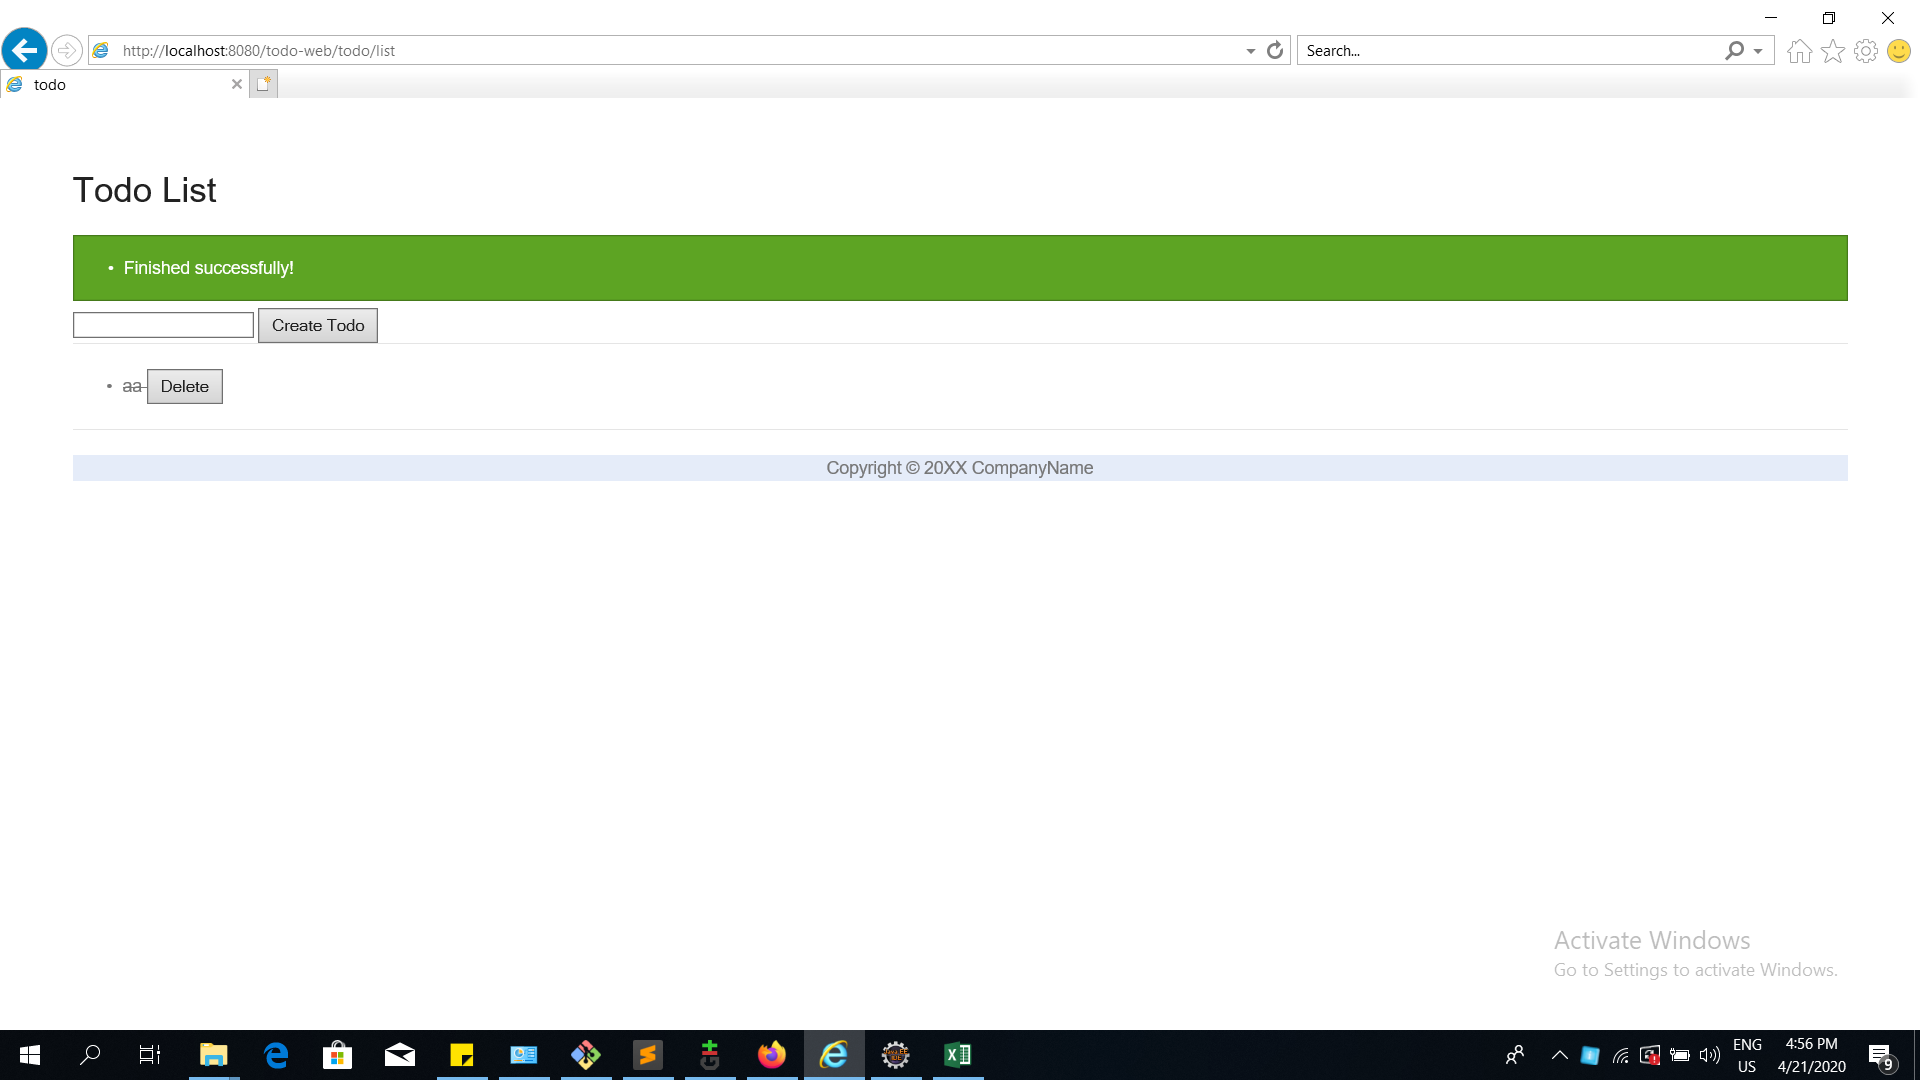 http://localhost:8080/todo-web/todo/list
Search...
todo
Todo List
• Finished successfully!
Create Todo
• aa Delete
Copyright © 20XX CompanyName
Activate Windows
Go to Settings to activate Windows.
ENG
US
4:56 PM
4/21/2020
9